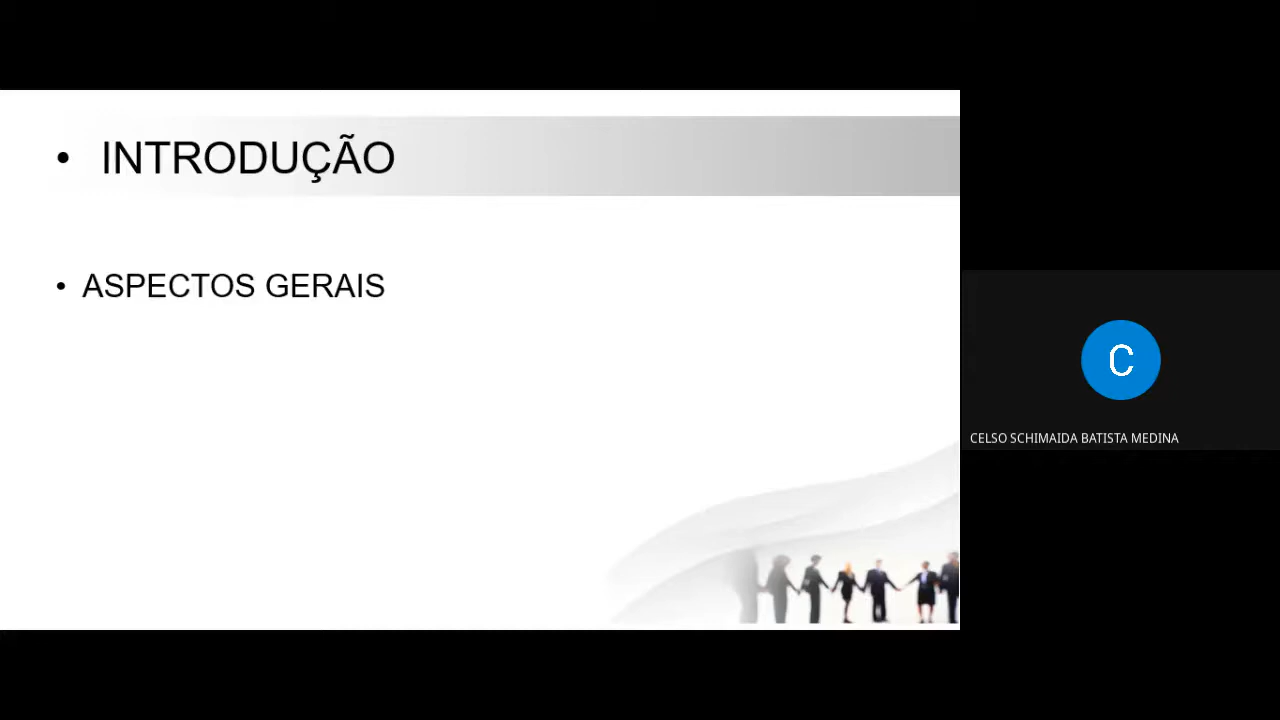 • INTRODUÇÃO
• ASPECTOS GERAIS
C
CELSO SCHIMAIDA BATISTA MEDINA